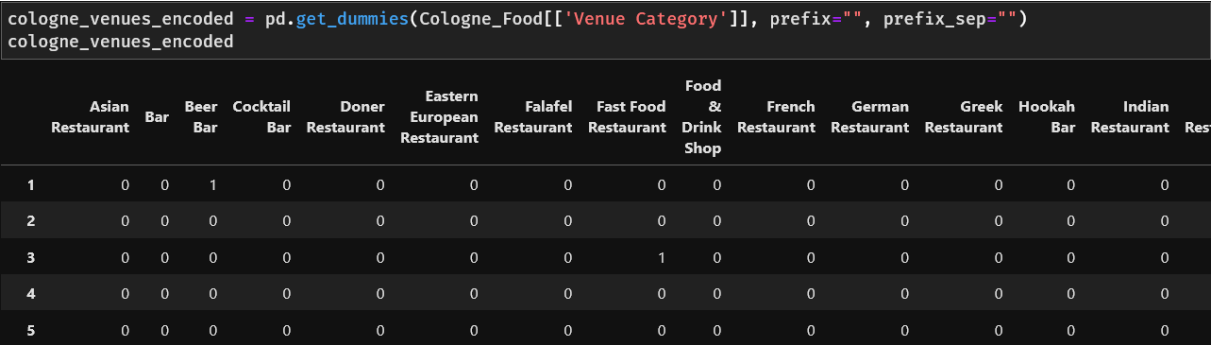 cologne_venues_encoded = pd.get_dummies(Cologne_Food[['Venue Category']], prefix="", prefix_sep="")
cologne_venues_encoded
Asian Restaurant Bar Beer Bar Cocktail Bar Doner Restaurant Eastern European Restaurant Falafel Restaurant Fast Food Restaurant Food & Drink Shop French Restaurant German Restaurant Greek Restaurant Hookah Bar Indian Restaurant Res
1 0 0 1 0 0 0 0 0 0 0 0 0 0 0
2 0 0 0 0 0 0 0 0 0 0 0 0 0 0
3 0 0 0 0 0 0 0 1 0 0 0 0 0 0
4 0 0 0 0 0 0 0 0 0 0 0 0 0 0
5 0 0 0 0 0 0 0 0 0 0 0 0 0 0